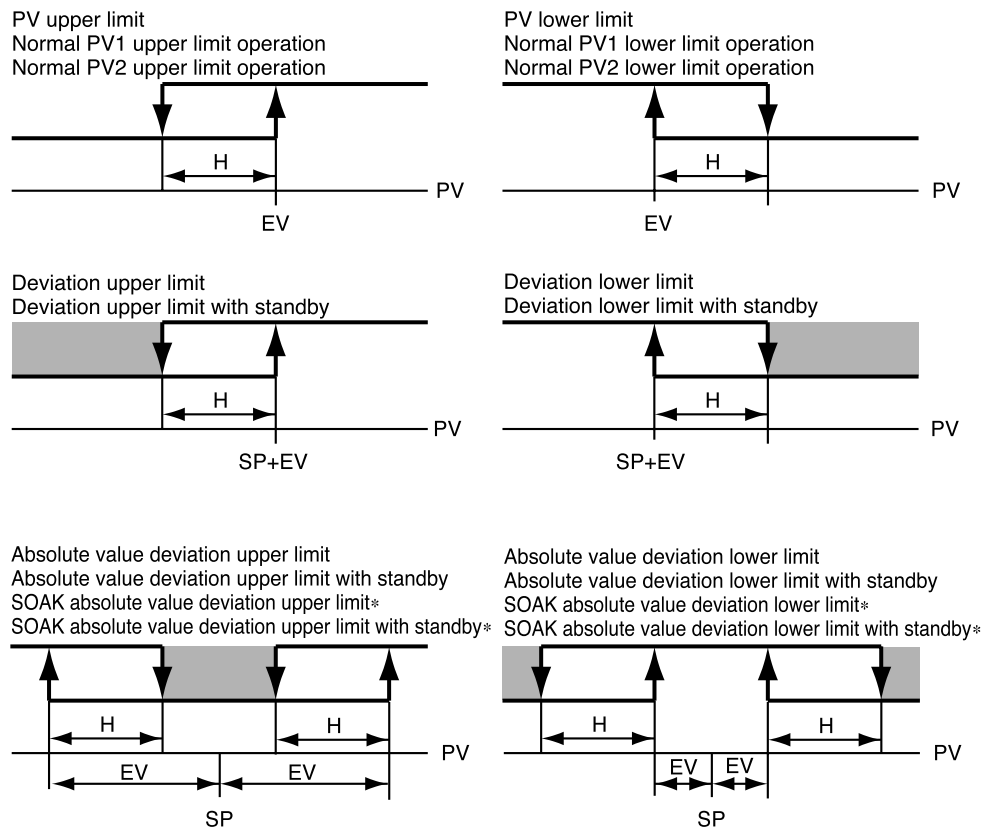 PV upper limit
Normal PV1 upper limit operation
Normal PV2 upper limit operation
H
PV
EV
PV lower limit
Normal PV1 lower limit operation
Normal PV2 lower limit operation
H
PV
EV
Deviation upper limit
Deviation upper limit with standby
H
PV
SP+EV
Deviation lower limit
Deviation lower limit with standby
H
PV
SP+EV
Absolute value deviation upper limit
Absolute value deviation upper limit with standby
SOAK absolute value deviation upper limit*
SOAK absolute value deviation upper limit with standby*
H H
PV
EV EV
SP
Absolute value deviation lower limit
Absolute value deviation lower limit with standby
SOAK absolute value deviation lower limit*
SOAK absolute value deviation lower limit with standby*
H H
PV
EV EV
SP